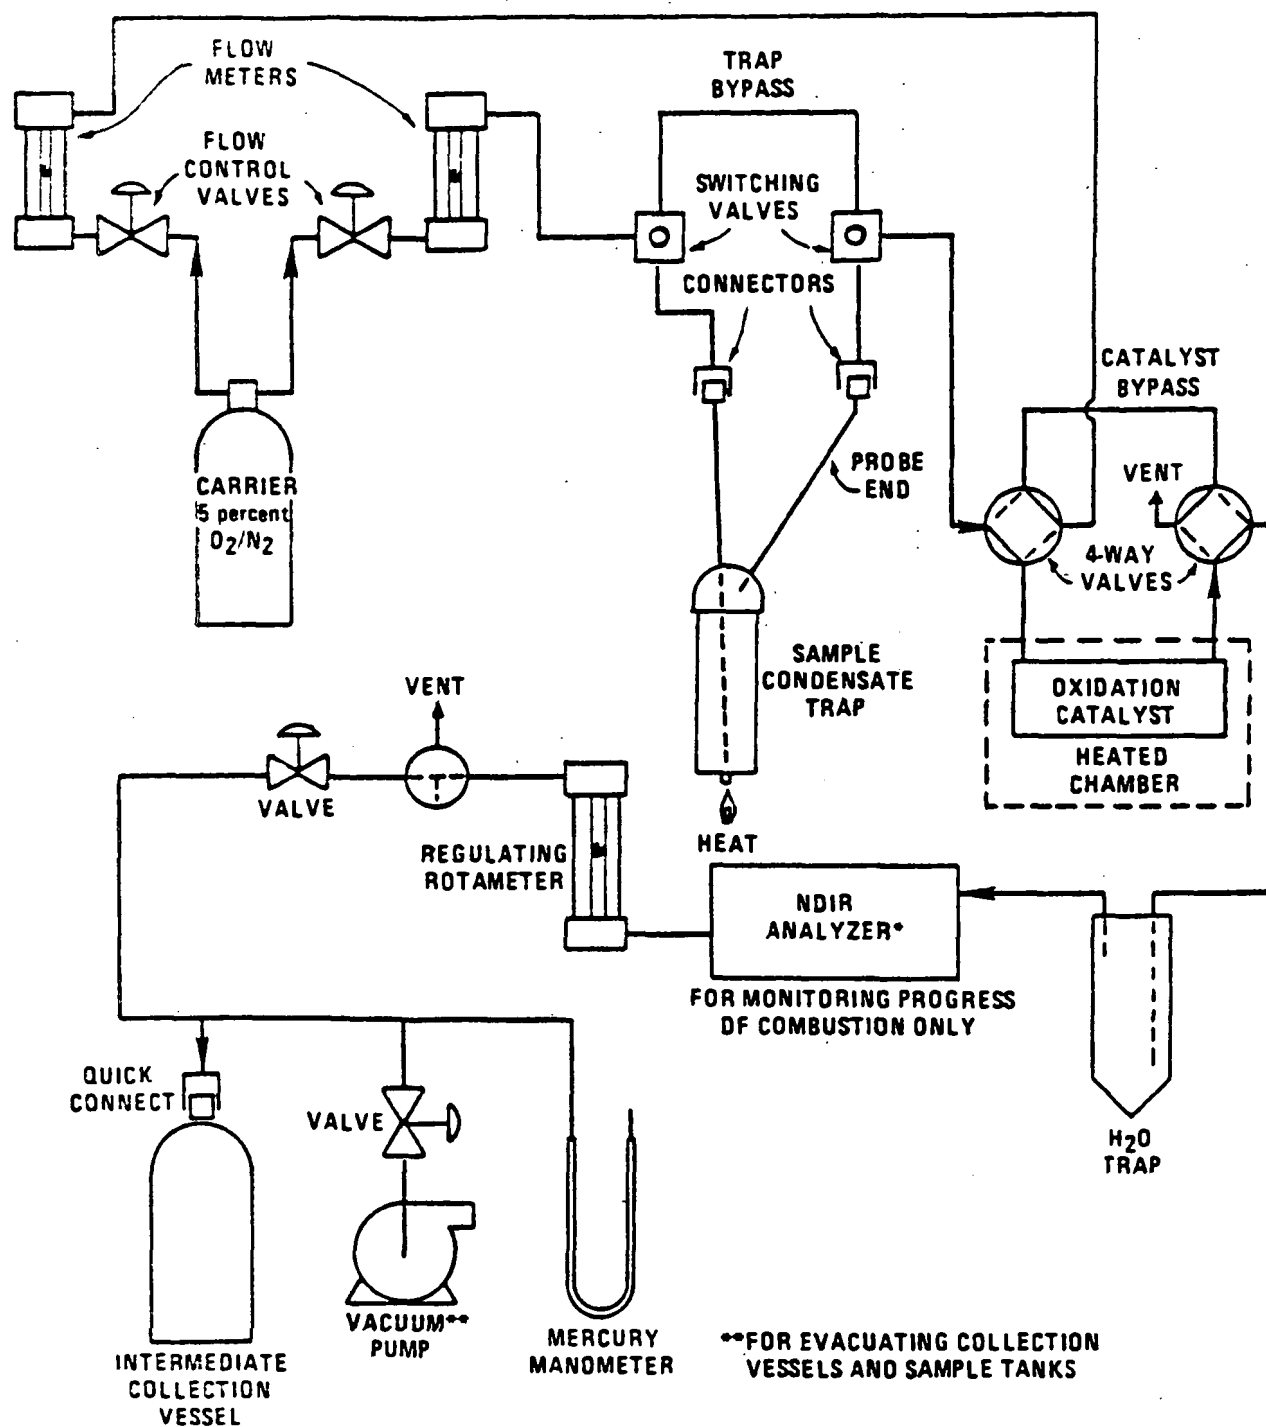 FLOW
METERS
TRAP
BYPASS
FLOW
CONTROL
VALVES
SWITCHING
VALVES
CONNECTORS
CATALYST
BYPASS
PROBE
END
VENT
CARRIER
5 percent
O2/N2
4-WAY
VALVES
SAMPLE
CONDENSATE
TRAP
OXIDATION
CATALYST
HEATED
CHAMBER
VENT
VALVE
HEAT
REGULATING
ROTAMETER
NDIR
ANALYZER*
FOR MONITORING PROGRESS
OF COMBUSTION ONLY
QUICK
CONNECT
VALVE
H2O
TRAP
VACUUM**
PUMP
MERCURY
MANOMETER
**FOR EVACUATING COLLECTION
VESSELS AND SAMPLE TANKS
INTERMEDIATE
COLLECTION
VESSEL